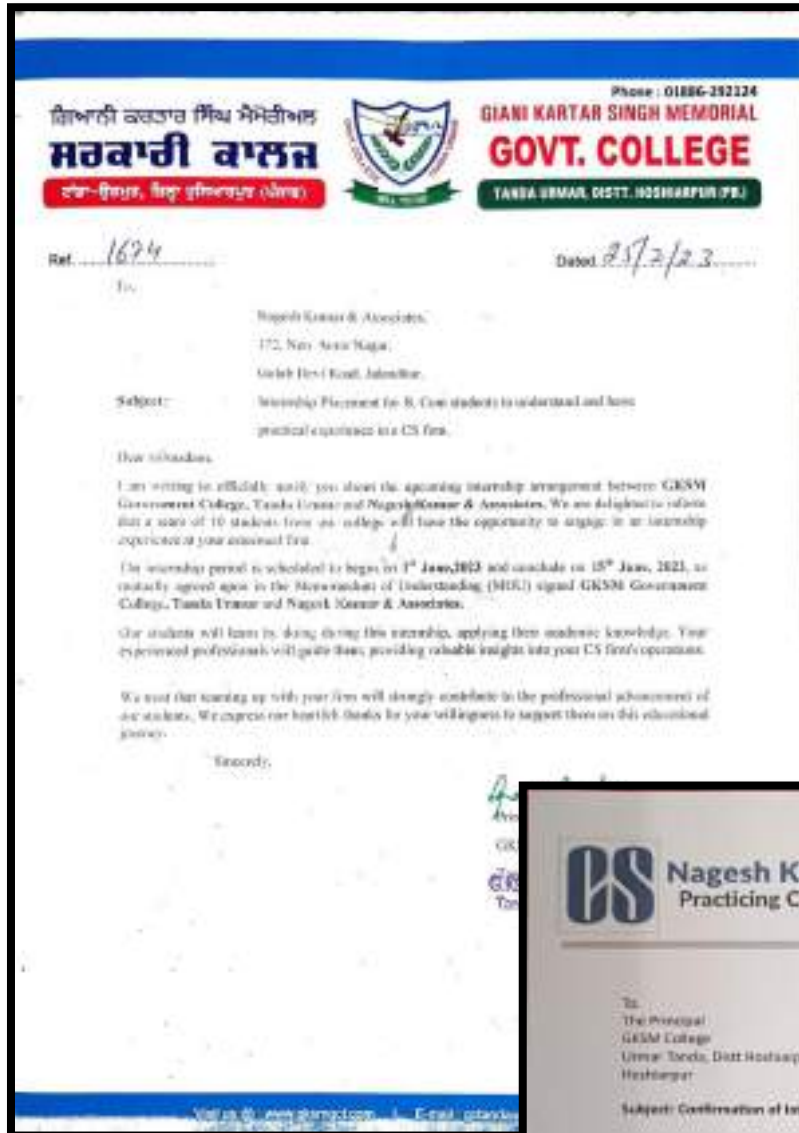 Phone : 01886-292124
ਗਿਆਨੀ ਕਰਤਾਰ ਸਿੰਘ ਮੈਮੋਰੀਅਲ
ਸਰਕਾਰੀ ਕਾਲਜ
GIANI KARTAR SINGH MEMORIAL
GOVT. COLLEGE
TANDA URMAR, DISTT. HOSHIARPUR (PB.)
Ref. 1674
Dated 25/2/23
To,
Nagesh Kumar & Associates,
172, New Nagar,
Gulab Devi Road, Jalandhar.
Subject: Internship Placement for B. Com students to understand and have
practical experience in a CS firm.
Dear
I am writing to officially notify you about the upcoming internship arrangement between GKSM
Government College, Tanda Urmar and Nagesh Kumar & Associates. We are delighted to inform
that a team of 10 students from our college will have the opportunity to engage in an internship
experience at your esteemed firm.
The internship period is scheduled to begin on 1st June,2023 and conclude on 15th June, 2023, as
mutually agreed upon in the Memorandum of Understanding (MOU) signed GKSM Government
College, Tanda Urmar and Nagesh Kumar & Associates.
Our students will learn by doing during this internship, applying their academic knowledge. Your
experienced professionals will guide them, providing valuable insights into your CS firm's operations.
We trust that teaming up with your firm will strongly contribute to the professional advancement of
our students. We express our heartfelt thanks for your willingness to support them on this educational
journey.
Sincerely,
Visit us @ E-mail
CS Nagesh K
Practicing C
To
The Principal
GKSM College
Urmar Tanda, Distt Hoshiarp
Hoshiarpur
Subject: Confirmation of Int